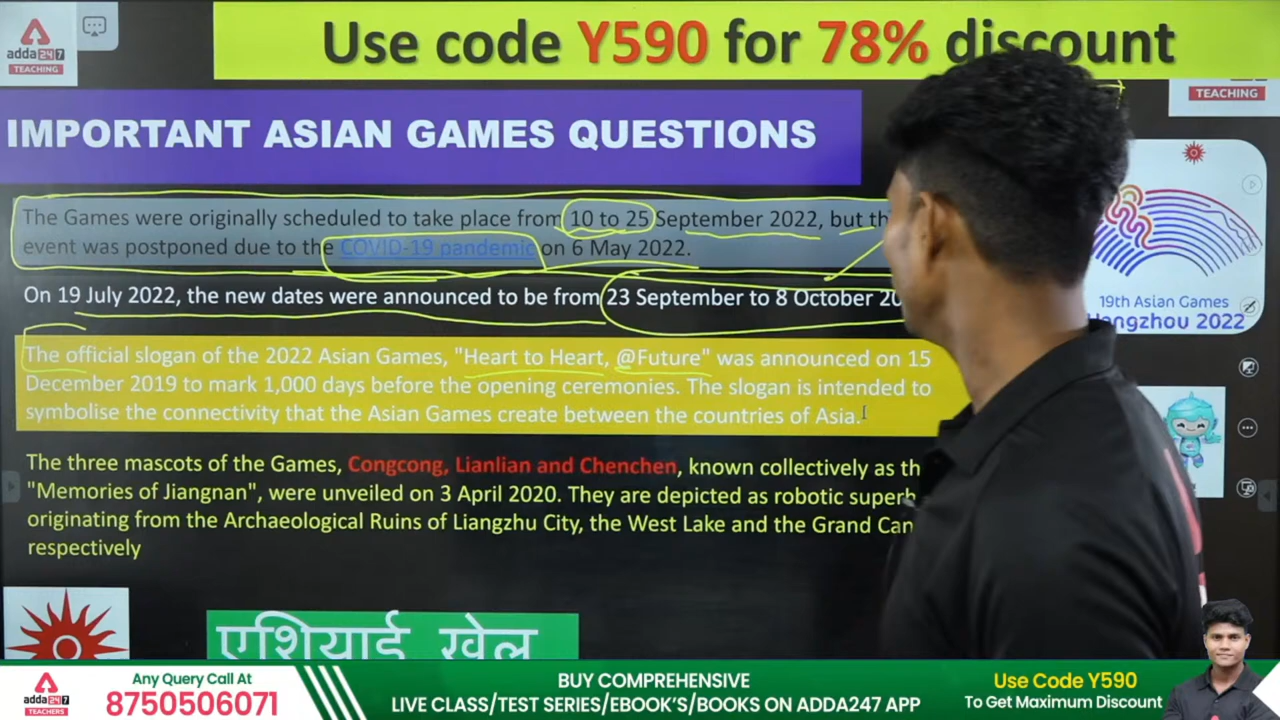 adda247
TEACHING
Use code Y590 for 78% discount
TEACHING
IMPORTANT ASIAN GAMES QUESTIONS
The Games were originally scheduled to take place from 10 to 25 September 2022, but
event was postponed due to the COVID-19 pandemic on 6 May 2022.
On 19 July 2022, the new dates were announced to be from 23 September to 8 October
19th Asian Games
Hangzhou 2022
The official slogan of the 2022 Asian Games, "Heart to Heart, @Future" was announced on 15
December 2019 to mark 1,000 days before the opening ceremonies. The slogan is intended to
symbolise the connectivity that the Asian Games create between the countries of Asia.
The three mascots of the Games, Congcong, Lianlian and Chenchen, known collectively as
"Memories of Jiangnan", were unveiled on 3 April 2020. They are depicted as robotic
originating from the Archaeological Ruins of Liangzhu City, the West Lake and the Grand
respectively
एशियाई खेल
adda247
TEACHERS
Any Query Call At
8750506071
BUY COMPREHENSIVE
LIVE CLASS/TEST SERIES/EBOOK'S/BOOKS ON ADDA247 APP
Use Code Y590
To Get Maximum Discount